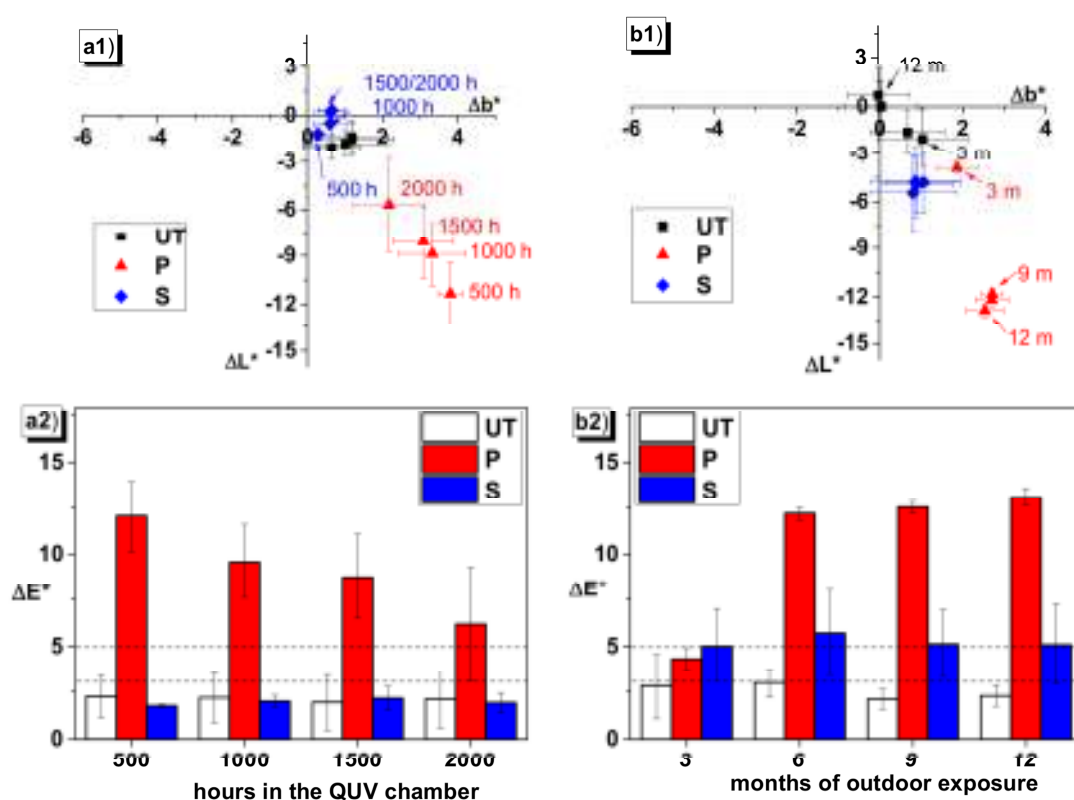 a1)
3
1500/2000 h
1000 h
Δb*
0
-6 -4 -2 0 2 4
-3
500 h
2000 h
-6
1500 h
1000 h
-9
500 h
-12
ΔL* -15
UT
P
S
b1)
3
12 m
Δb*
0
-6 -4 -2 0 2 4
3 m
-3
3 m
-6
-9
9 m
-12
12 m
-15
ΔL*
UT
P
S
a2)
UT
P
S
15
10
ΔE*
5
0
500 1000 1500 2000
hours in the QUV chamber
b2)
UT
P
S
15
10
ΔE*
5
0
3 6 9 12
months of outdoor exposure